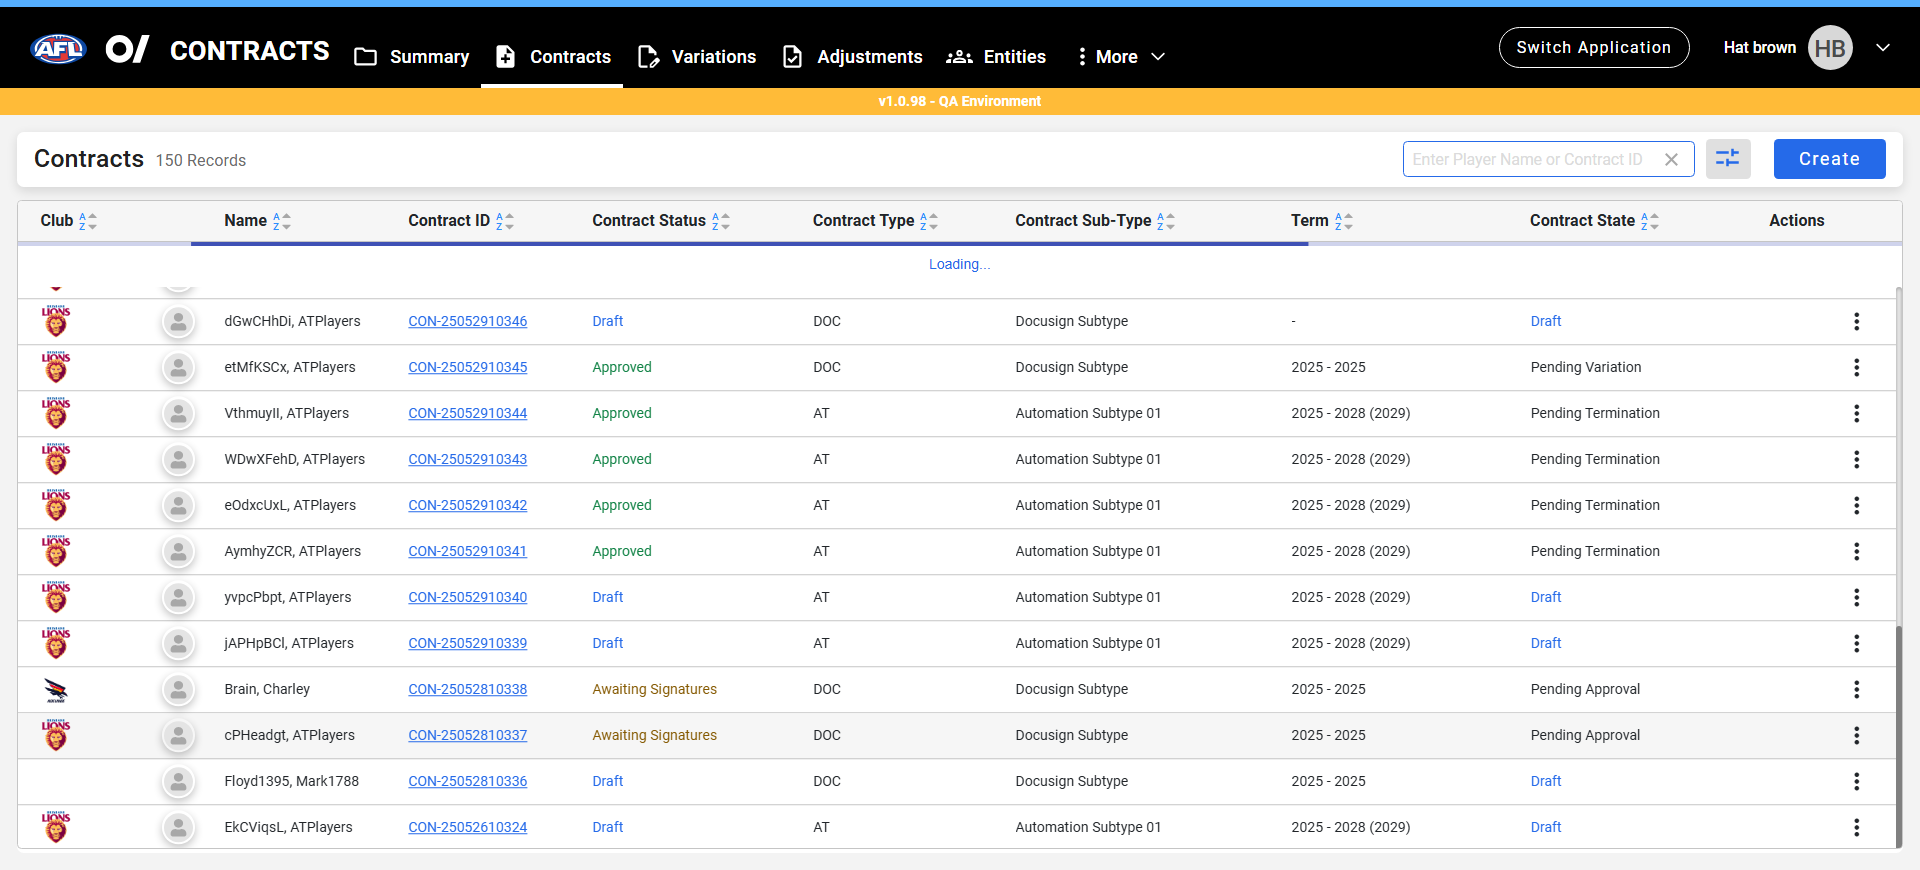 AFL CONTRACTS Summary Contracts Variations Adjustments Entities More Switch Application Hat brown HB
v1.0.98 - QA Environment
Contracts 150 Records Enter Player Name or Contract ID Create
Club Name Contract ID Contract Status Contract Type Contract Sub-Type Term Contract State Actions
Loading...
LIONS dGwCHhDi, ATPlayers CON-25052910346 Draft DOC Docusign Subtype - Draft
LIONS etMfKSCx, ATPlayers CON-25052910345 Approved DOC Docusign Subtype 2025 - 2025 Pending Variation
LIONS VthmuyIl, ATPlayers CON-25052910344 Approved AT Automation Subtype 01 2025 - 2028 (2029) Pending Termination
LIONS WDwXFehD, ATPlayers CON-25052910343 Approved AT Automation Subtype 01 2025 - 2028 (2029) Pending Termination
LIONS eOdxcUxL, ATPlayers CON-25052910342 Approved AT Automation Subtype 01 2025 - 2028 (2029) Pending Termination
LIONS AymhyZCR, ATPlayers CON-25052910341 Approved AT Automation Subtype 01 2025 - 2028 (2029) Pending Termination
LIONS yvpcPbpt, ATPlayers CON-25052910340 Draft AT Automation Subtype 01 2025 - 2028 (2029) Draft
LIONS jAPHpBCl, ATPlayers CON-25052910339 Draft AT Automation Subtype 01 2025 - 2028 (2029) Draft
Brain, Charley CON-25052810338 Awaiting Signatures DOC Docusign Subtype 2025 - 2025 Pending Approval
LIONS cPHeadgt, ATPlayers CON-25052810337 Awaiting Signatures DOC Docusign Subtype 2025 - 2025 Pending Approval
Floyd1395, Mark1788 CON-25052810336 Draft DOC Docusign Subtype 2025 - 2025 Draft
LIONS EkCViqsL, ATPlayers CON-25052610324 Draft AT Automation Subtype 01 2025 - 2028 (2029) Draft